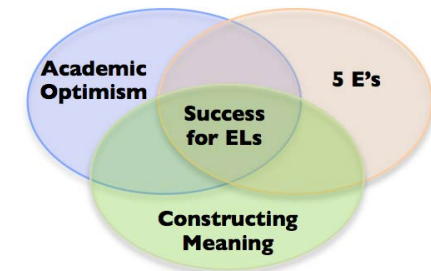 Academic
Optimism
5 E's
Success
for ELs
Constructing
Meaning